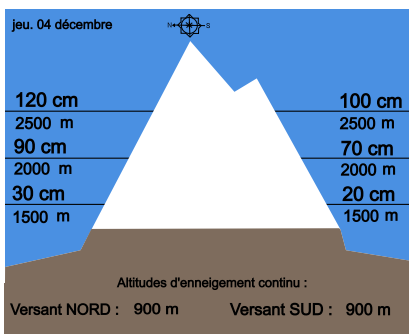 jeu. 04 décembre
N S
120 cm 100 cm
2500 m 2500 m
90 cm 70 cm
2000 m 2000 m
30 cm 20 cm
1500 m 1500 m
Altitudes d'enneigement continu :
Versant NORD : 900 m Versant SUD : 900 m